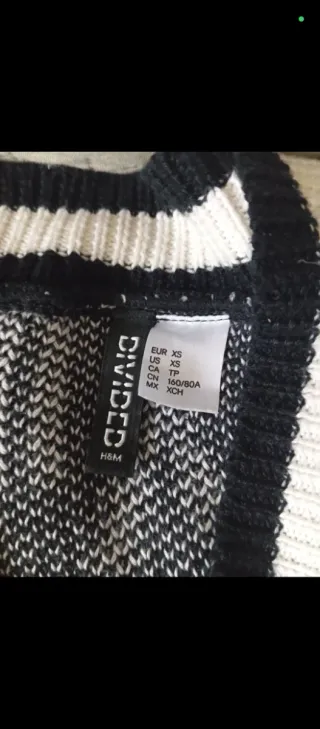 DIVIDED
H&M
EUR XS
US XS
CA TP
CN 160/80A
MX XCH